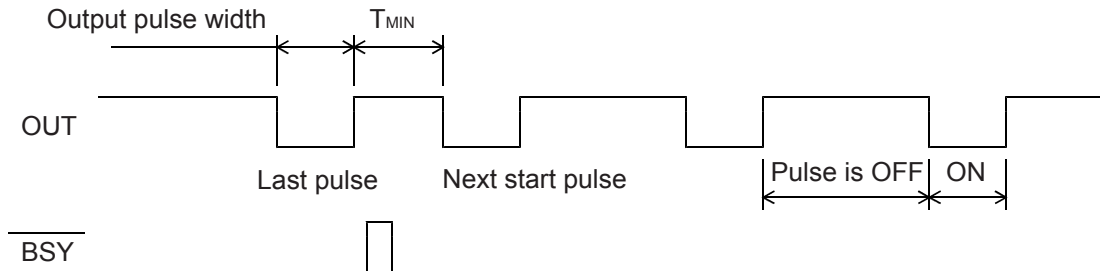 Output pulse width
TMIN
OUT
Last pulse
Next start pulse
Pulse is OFF
ON
BSY